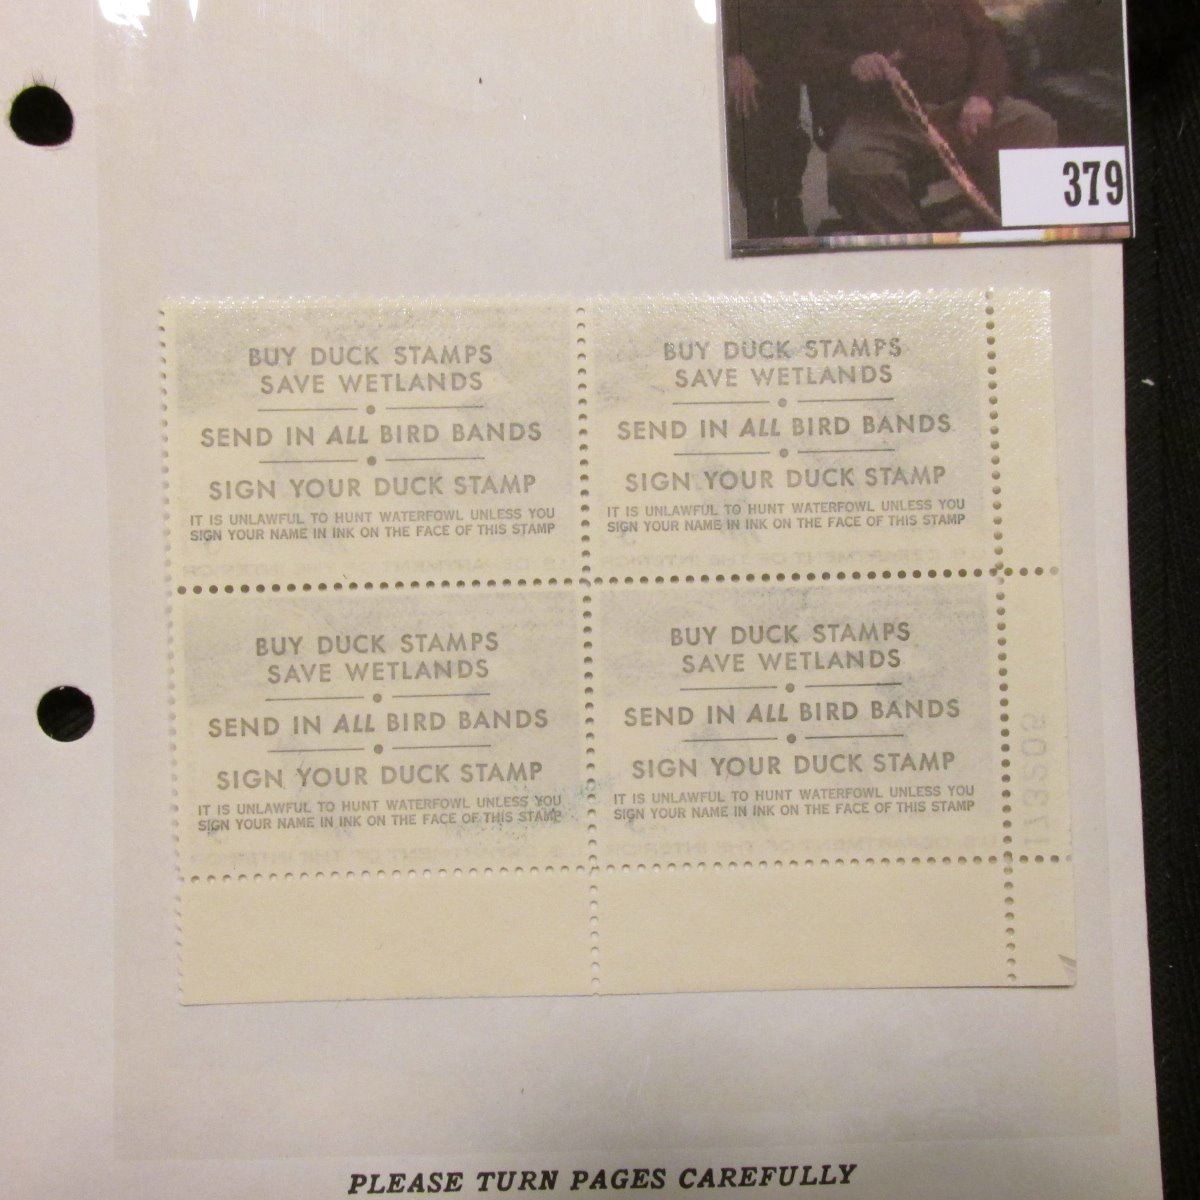 379
BUY DUCK STAMPS
SAVE WETLANDS
SEND IN ALL BIRD BANDS
SIGN YOUR DUCK STAMP
IT IS UNLAWFUL TO HUNT WATERFOWL UNLESS YOU
SIGN YOUR NAME IN INK ON THE FACE OF THIS STAMP
BUY DUCK STAMPS
SAVE WETLANDS
SEND IN ALL BIRD BANDS
SIGN YOUR DUCK STAMP
IT IS UNLAWFUL TO HUNT WATERFOWL UNLESS YOU
SIGN YOUR NAME IN INK ON THE FACE OF THIS STAMP
BUY DUCK STAMPS
SAVE WETLANDS
SEND IN ALL BIRD BANDS
SIGN YOUR DUCK STAMP
IT IS UNLAWFUL TO HUNT WATERFOWL UNLESS YOU
SIGN YOUR NAME IN INK ON THE FACE OF THIS STAMP
BUY DUCK STAMPS
SAVE WETLANDS
SEND IN ALL BIRD BANDS
SIGN YOUR DUCK STAMP
IT IS UNLAWFUL TO HUNT WATERFOWL UNLESS YOU
SIGN YOUR NAME IN INK ON THE FACE OF THIS STAMP
PLEASE TURN PAGES CAREFULLY